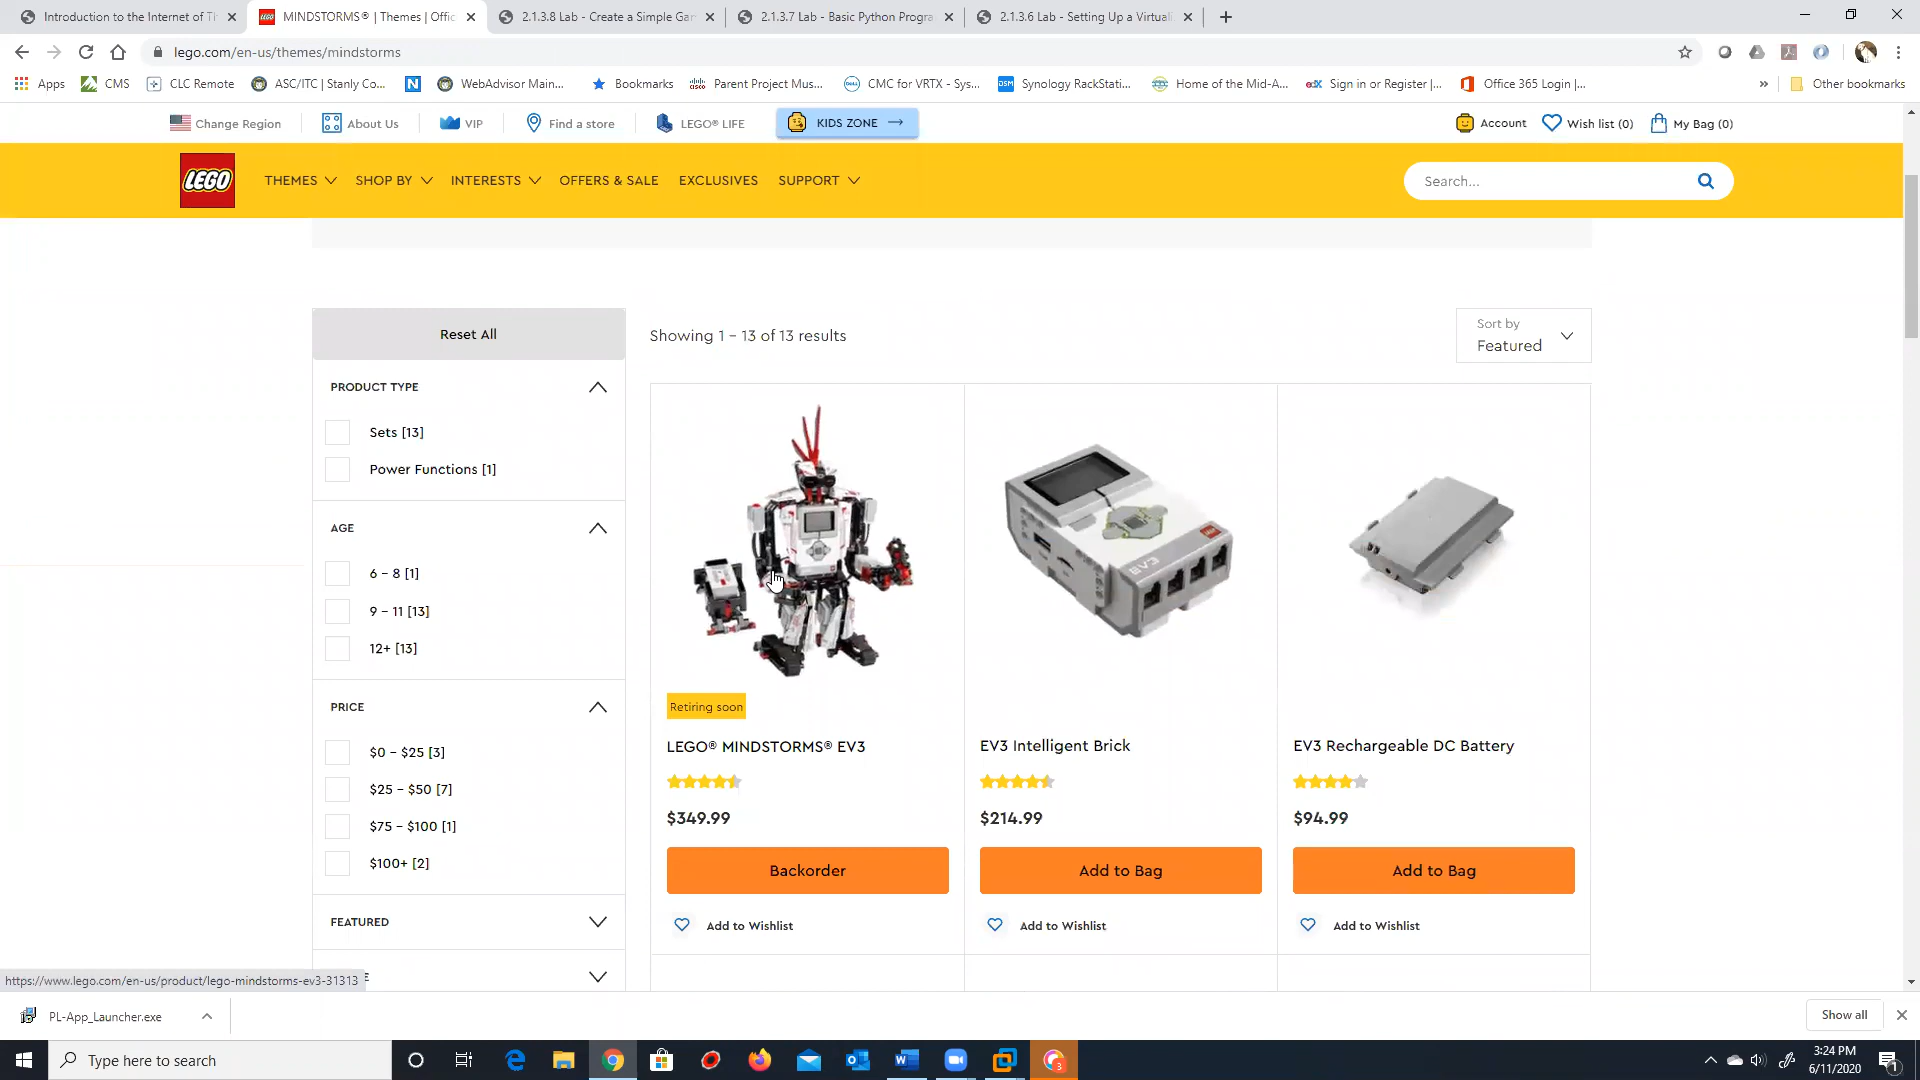 Introduction to the Internet of Tl
MINDSTORMS® | Themes | Offic
2.1.3.8 Lab - Create a Simple Gar
2.1.3.7 Lab - Basic Python Progra
2.1.3.6 Lab - Setting Up a Virtuali
lego.com/en-us/themes/mindstorms
Apps
CMS
CLC Remote
ASC/ITC | Stanly Co...
WebAdvisor Main...
Bookmarks
Parent Project Mus...
CMC for VRTX - Sys...
Synology RackStati...
Home of the Mid-A...
Sign in or Register |...
Office 365 Login |...
»
Other bookmarks
Change Region
About Us
VIP
Find a store
LEGO® LIFE
KIDS ZONE
Account
Wish list (0)
My Bag (0)
LEGO
THEMES
SHOP BY
INTERESTS
OFFERS & SALE
EXCLUSIVES
SUPPORT
Search...
Reset All
Showing 1 - 13 of 13 results
Sort by
Featured
PRODUCT TYPE
Sets [13]
Power Functions [1]
AGE
6 - 8 [1]
9 - 11 [13]
12+ [13]
PRICE
$0 - $25 [3]
$25 - $50 [7]
$75 - $100 [1]
$100+ [2]
FEATURED
EV3
Retiring soon
LEGO® MINDSTORMS® EV3
$349.99
Backorder
Add to Wishlist
EV3 Intelligent Brick
$214.99
Add to Bag
Add to Wishlist
EV3 Rechargeable DC Battery
$94.99
Add to Bag
Add to Wishlist
https://www.lego.com/en-us/product/lego-mindstorms-ev3-31313
PL-App_Launcher.exe
Show all
Type here to search
3:24 PM
6/11/2020